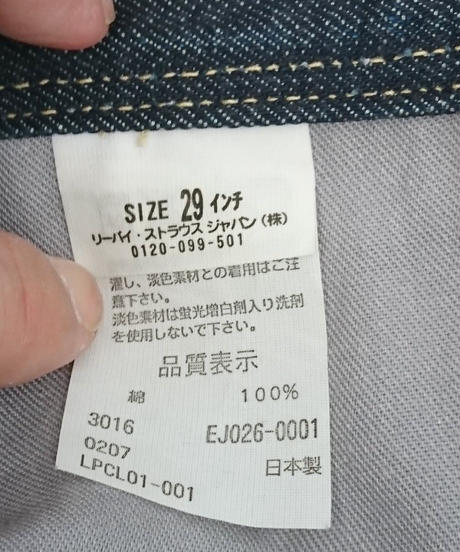 SIZE 29 インチ
リーバイ・ストラウス ジャパン(株)
0120-099-501
濯し、淡色素材との着用はご注
意下さい。
淡色素材は蛍光増白剤入り洗剤
を使用しないで下さい。
品質表示
綿 100%
3016
EJ026-0001
0207
日本製
LPCL01-001